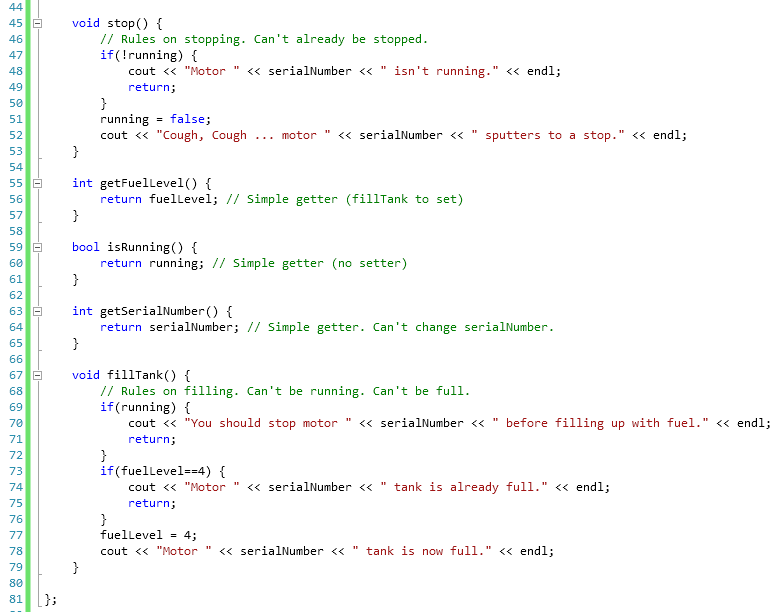 44
45 void stop() {
46 // Rules on stopping. Can't already be stopped.
47 if(!running) {
48 cout << "Motor " << serialNumber << " isn't running." << endl;
49 return;
50 }
51 running = false;
52 cout << "Cough, Cough ... motor " << serialNumber << " sputters to a stop." << endl;
53 }
54
55 int getFuelLevel() {
56 return fuelLevel; // Simple getter (fillTank to set)
57 }
58
59 bool isRunning() {
60 return running; // Simple getter (no setter)
61 }
62
63 int getSerialNumber() {
64 return serialNumber; // Simple getter. Can't change serialNumber.
65 }
66
67 void fillTank() {
68 // Rules on filling. Can't be running. Can't be full.
69 if(running) {
70 cout << "You should stop motor " << serialNumber << " before filling up with fuel." << endl;
71 return;
72 }
73 if(fuelLevel==4) {
74 cout << "Motor " << serialNumber << " tank is already full." << endl;
75 return;
76 }
77 fuelLevel = 4;
78 cout << "Motor " << serialNumber << " tank is now full." << endl;
79 }
80
81 };